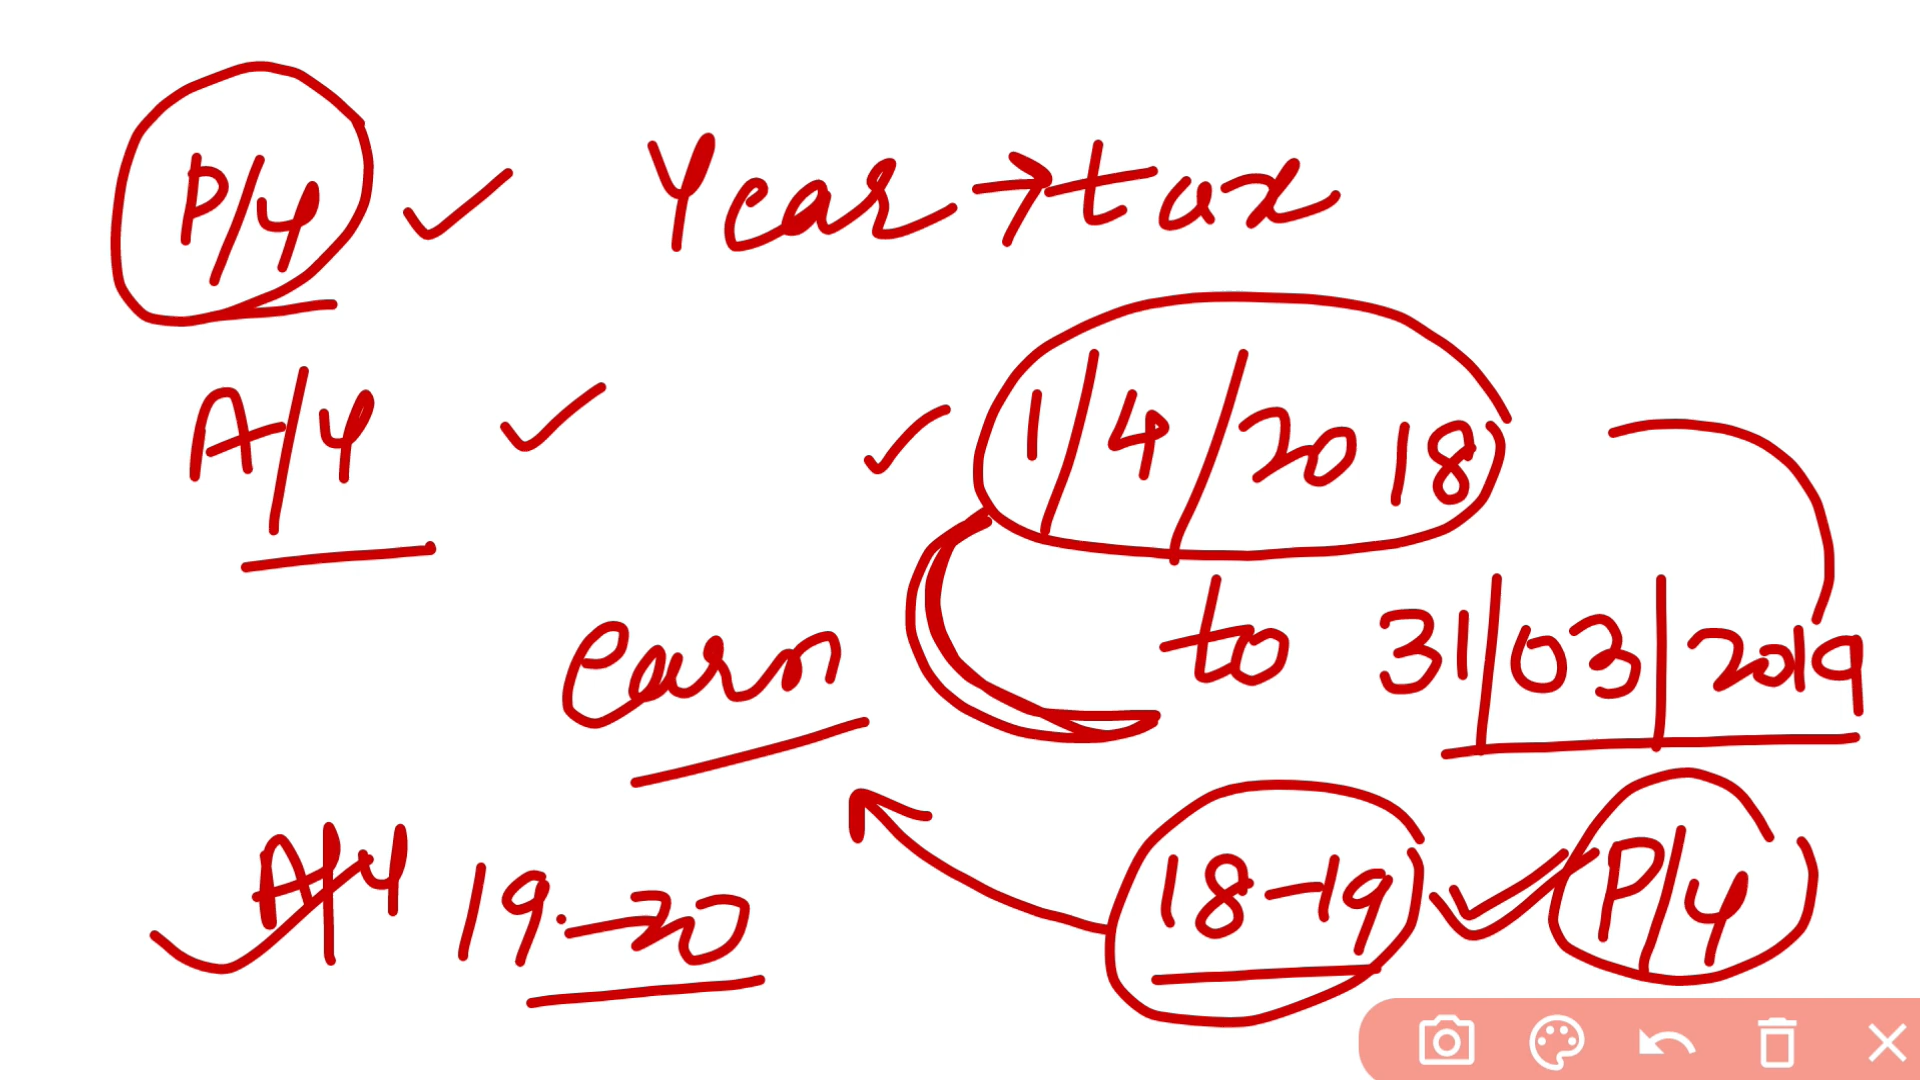 P/Y Year → tax
A/Y 1/4/2018
earn to 31/03/2019
A/Y 19-20 18-19 P/Y